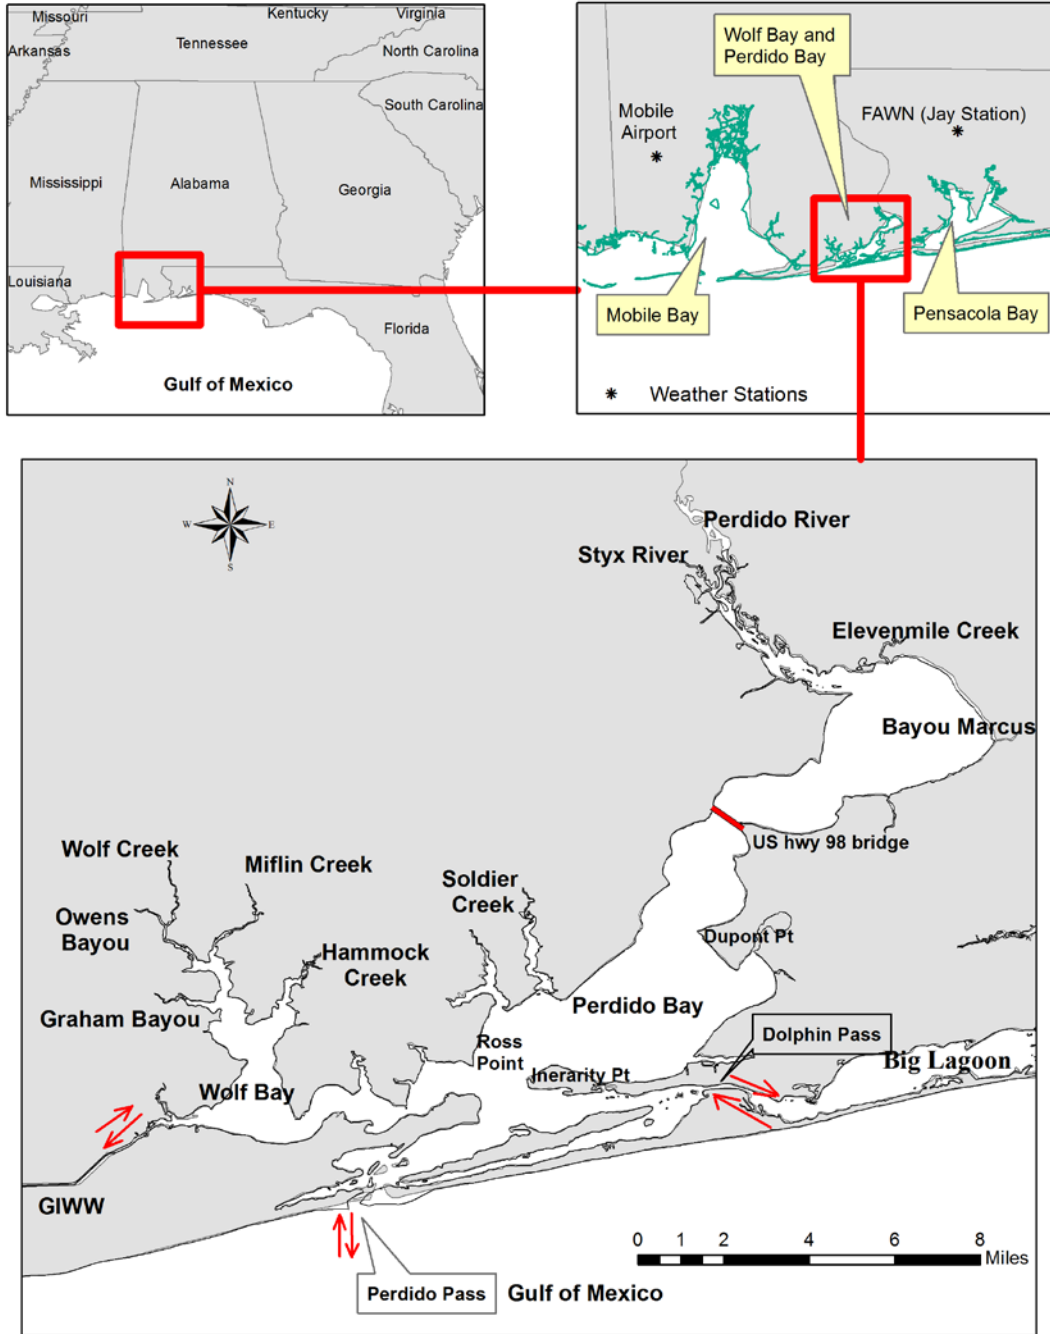 Missouri
Kentucky
Virginia
Arkansas
Tennessee
North Carolina
South Carolina
Mississippi
Alabama
Georgia
Louisiana
Florida
Gulf of Mexico
Wolf Bay and
Perdido Bay
Mobile
Airport
FAWN (Jay Station)
Mobile Bay
Pensacola Bay
Weather Stations
N
W
E
S
Perdido River
Styx River
Elevenmile Creek
Bayou Marcus
US hwy 98 bridge
Wolf Creek
Miflin Creek
Soldier
Creek
Owens
Bayou
Hammock
Creek
Dupont Pt
Graham Bayou
Perdido Bay
Ross
Point
Dolphin Pass
Inerarity Pt
Big Lagoon
Wolf Bay
GIWW
0 1 2 4 6 8
Miles
Perdido Pass
Gulf of Mexico